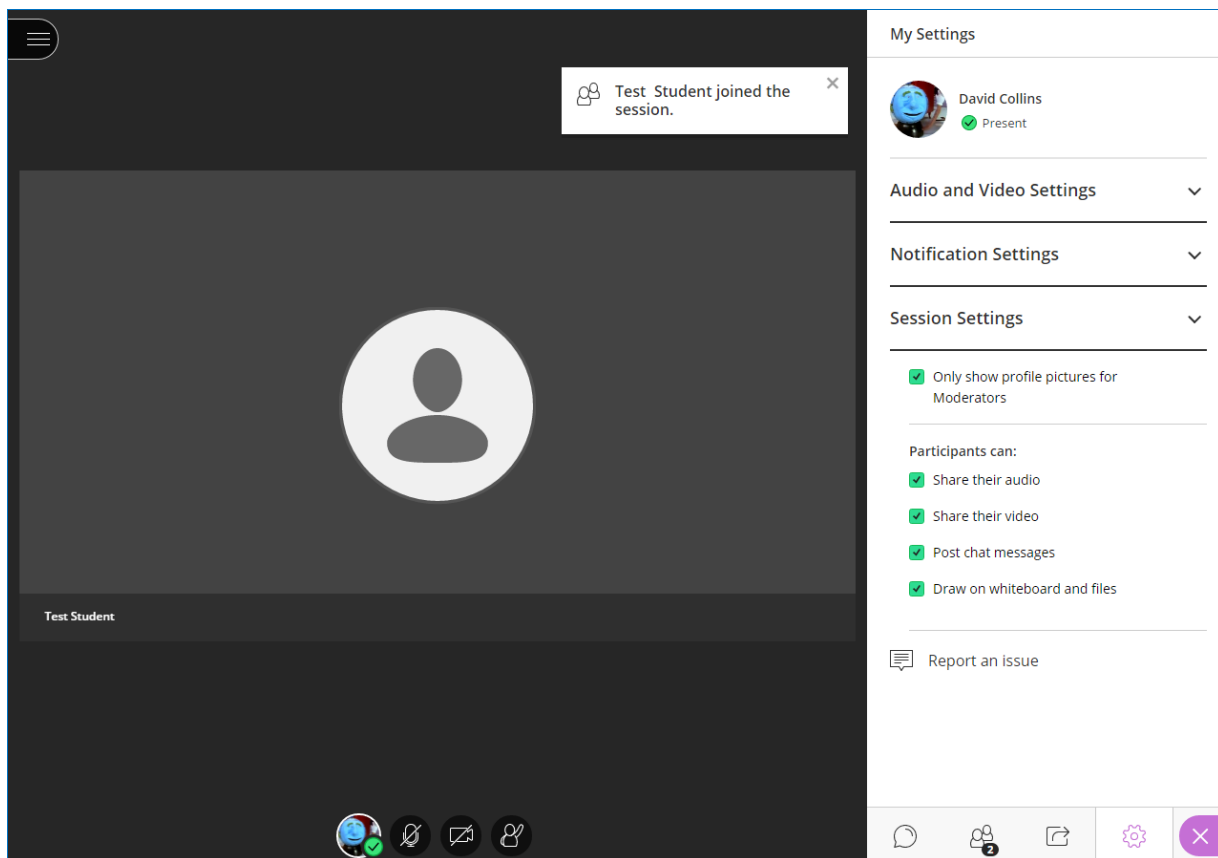 My Settings
Test Student joined the
session.
David Collins
Present
Audio and Video Settings
Notification Settings
Session Settings
Only show profile pictures for
Moderators
Participants can:
Share their audio
Share their video
Post chat messages
Draw on whiteboard and files
Test Student
Report an issue
2